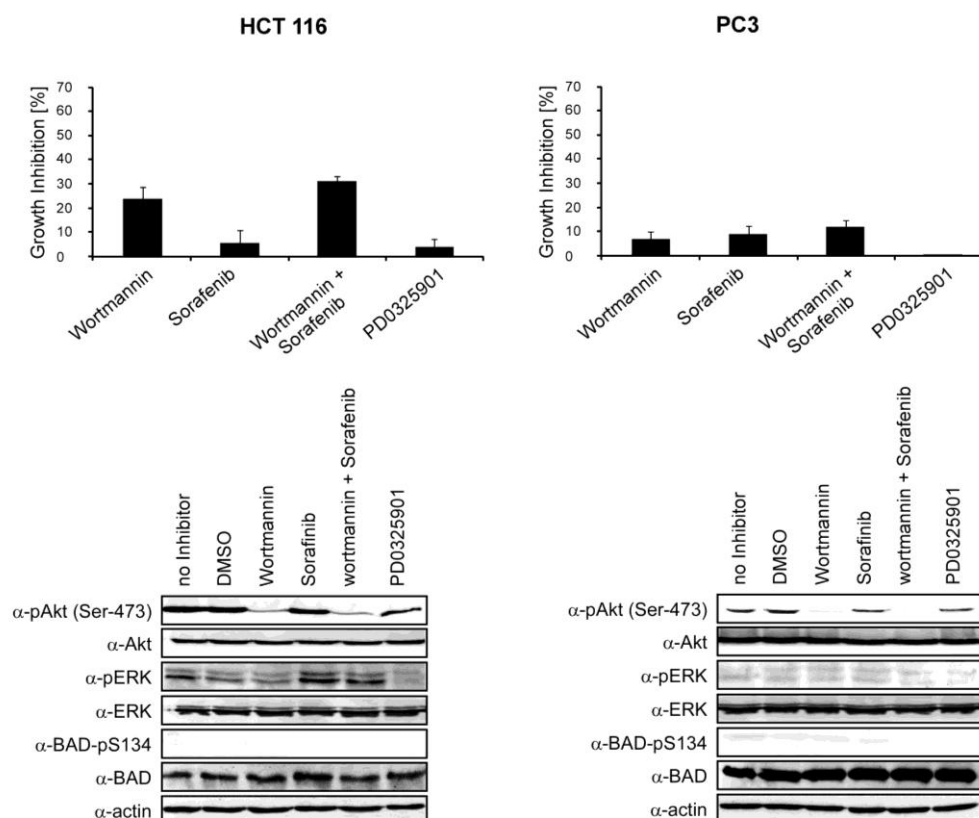 HCT 116
Growth Inhibition [%]
70
60
50
40
30
20
10
0
Wortmannin
Sorafenib
Wortmannin +
Sorafenib
PD0325901
PC3
Growth Inhibition [%]
70
60
50
40
30
20
10
0
Wortmannin
Sorafenib
Wortmannin +
Sorafenib
PD0325901
no Inhibitor
DMSO
Wortmannin
Sorafinib
wortmannin + Sorafenib
PD0325901
α-pAkt (Ser-473)
α-Akt
α-pERK
α-ERK
α-BAD-pS134
α-BAD
α-actin
no Inhibitor
DMSO
Wortmannin
Sorafinib
wortmannin + Sorafenib
PD0325901
α-pAkt (Ser-473)
α-Akt
α-pERK
α-ERK
α-BAD-pS134
α-BAD
α-actin